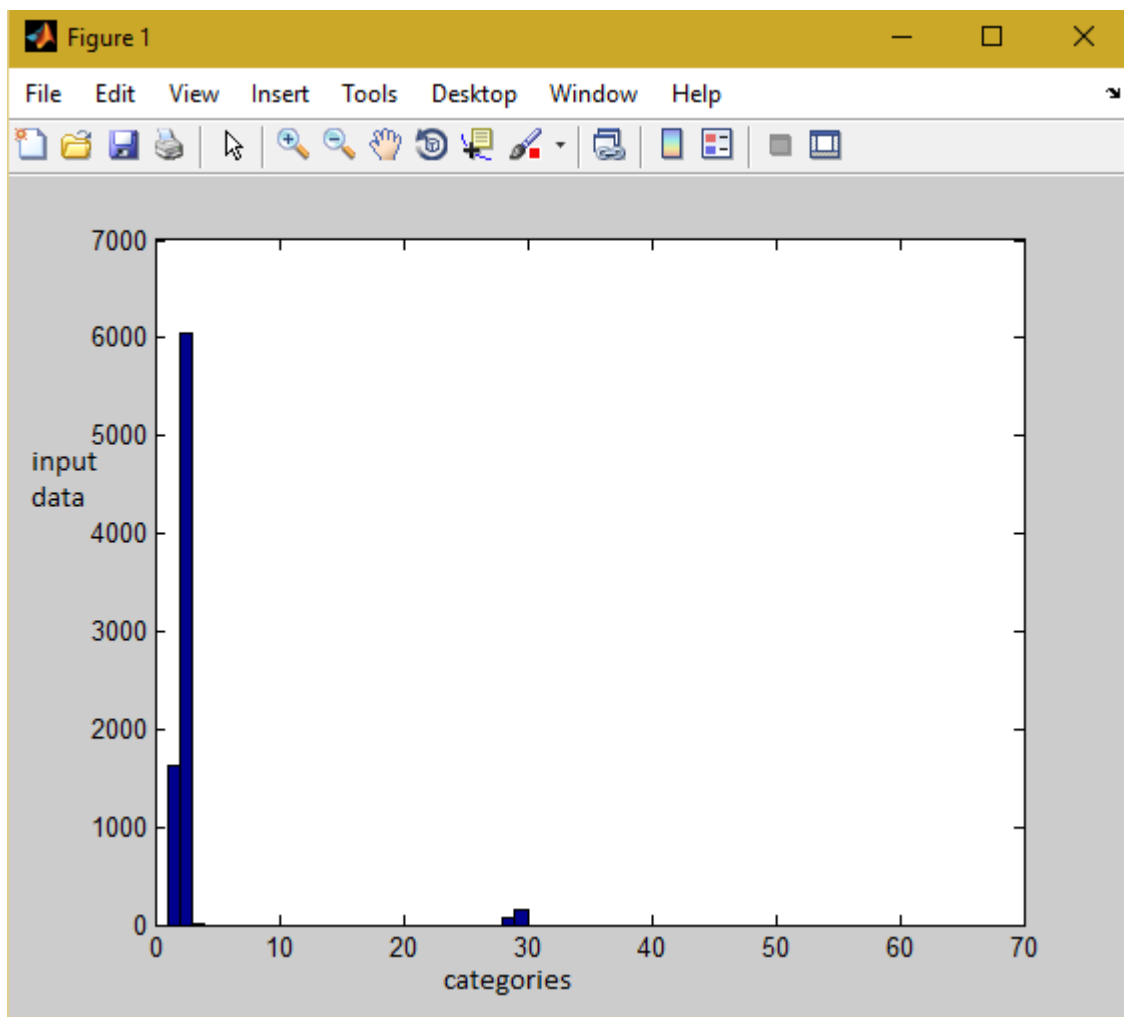 Figure 1
File Edit View Insert Tools Desktop Window Help
7000
6000
5000
input
data
4000
3000
2000
1000
0
0 10 20 30 40 50 60 70
categories